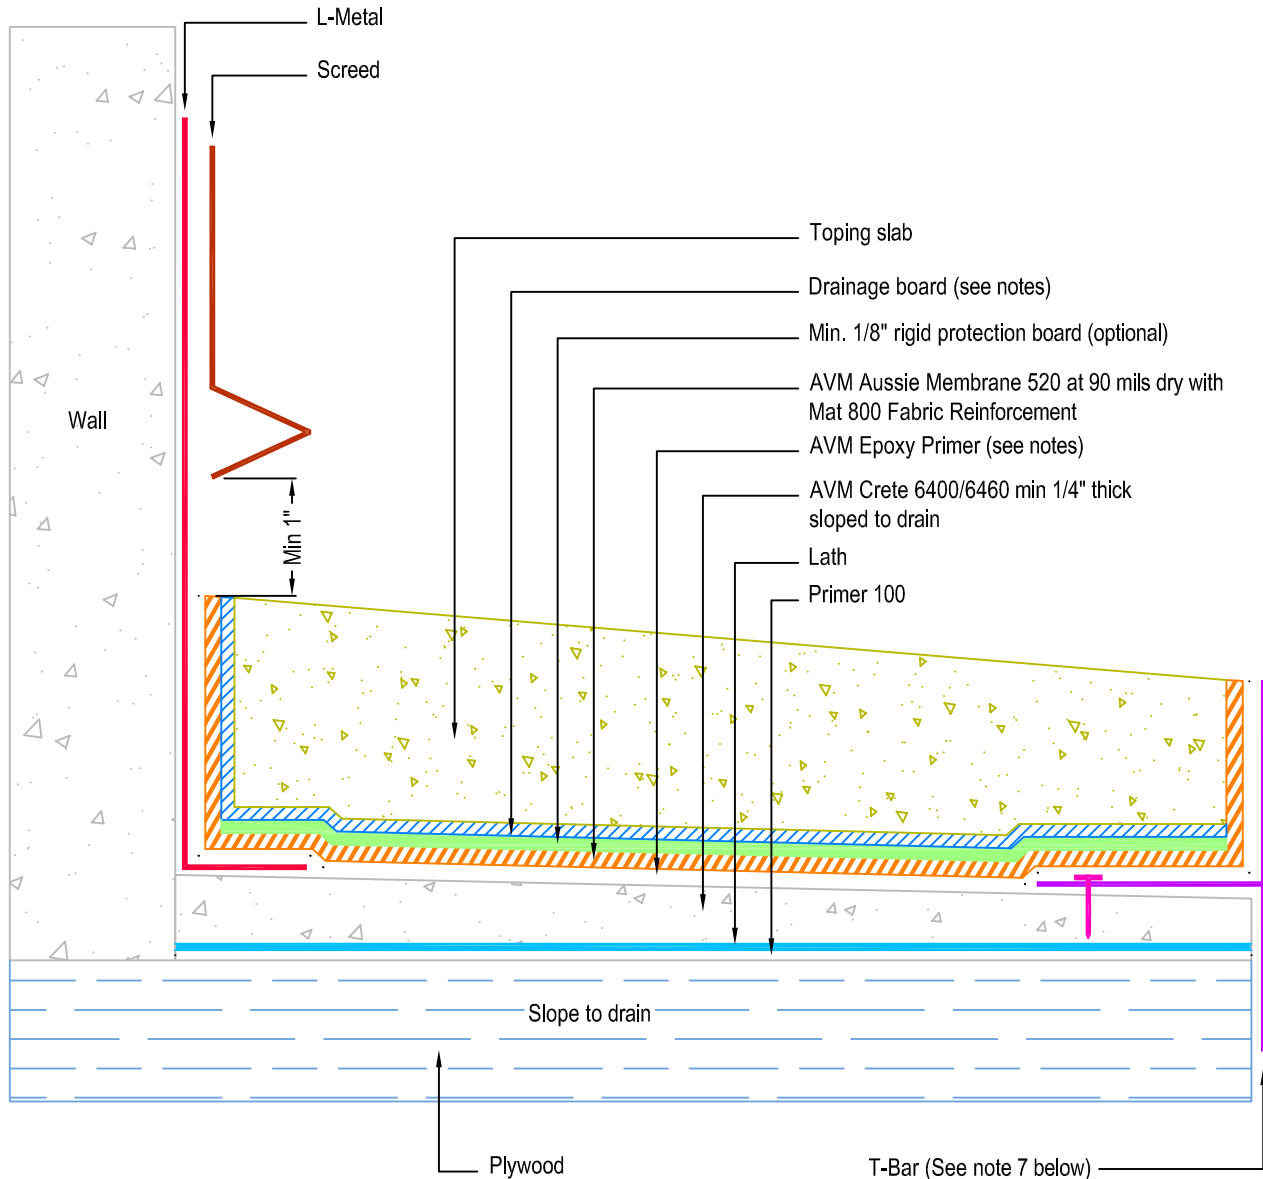 L-Metal
Screed
Toping slab
Drainage board (see notes)
Min. 1/8" rigid protection board (optional)
AVM Aussie Membrane 520 at 90 mils dry with
Mat 800 Fabric Reinforcement
Wall
AVM Epoxy Primer (see notes)
AVM Crete 6400/6460 min 1/4" thick
sloped to drain
Min 1"
Lath
Primer 100
Slope to drain
Plywood
T-Bar (See note 7 below)